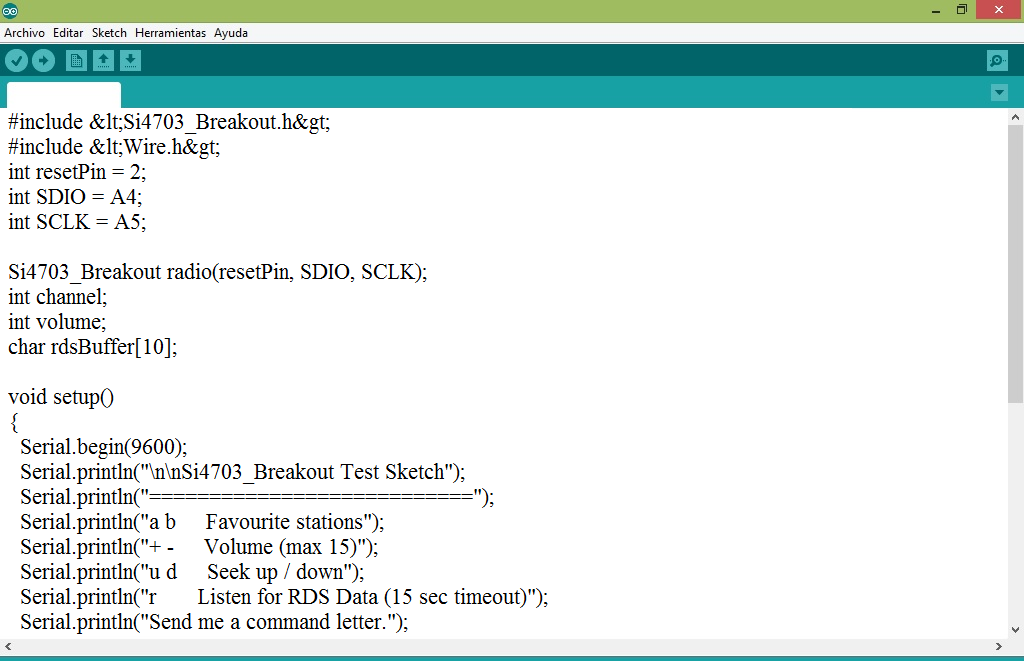 Archivo Editar Sketch Herramientas Ayuda
#include &lt;Si4703_Breakout.h&gt;
#include &lt;Wire.h&gt;
int resetPin = 2;
int SDIO = A4;
int SCLK = A5;
Si4703_Breakout radio(resetPin, SDIO, SCLK);
int channel;
int volume;
char rdsBuffer[10];
void setup()
{
  Serial.begin(9600);
  Serial.println("\n\nSi4703_Breakout Test Sketch");
  Serial.println("===========================");
  Serial.println("a b     Favourite stations");
  Serial.println("+ -     Volume (max 15)");
  Serial.println("u d     Seek up / down");
  Serial.println("r       Listen for RDS Data (15 sec timeout)");
  Serial.println("Send me a command letter.");